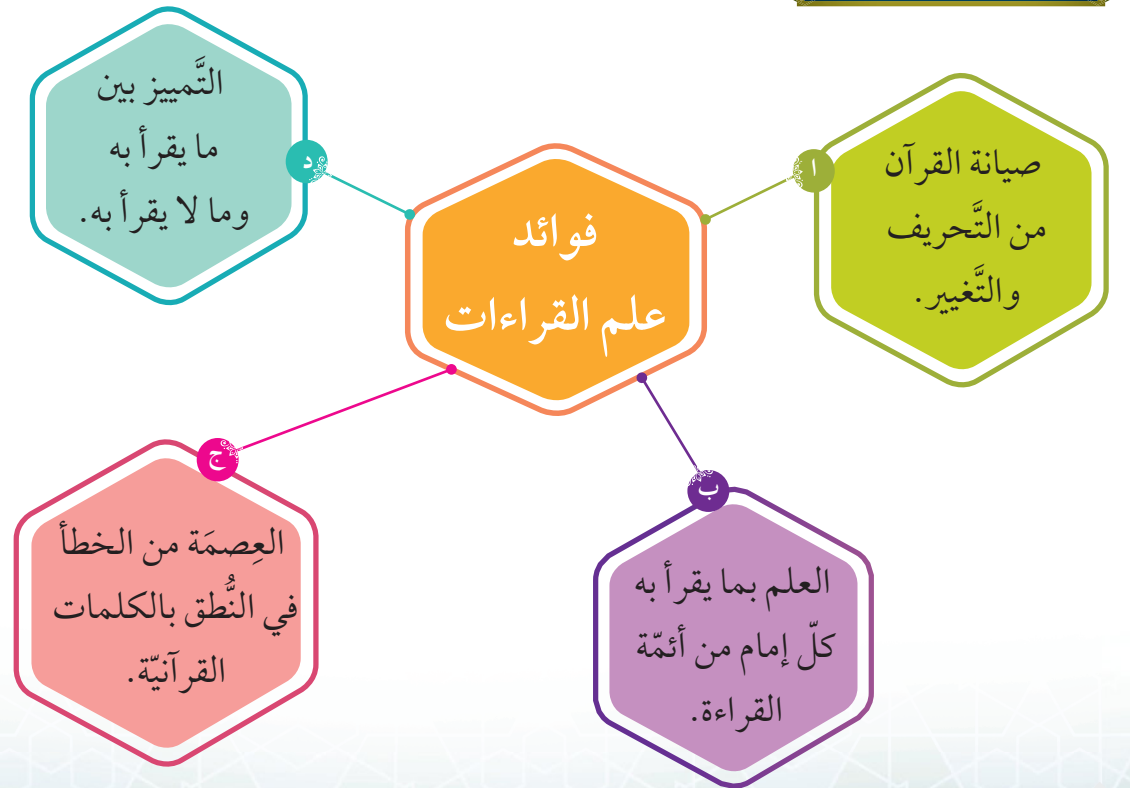 فوائد
علم القراءات
ا
صيانة القرآن
من التَّحريف
والتَّغيير.
ب
العلم بما يقرأ به
كلّ إمام من أئمّة
القراءة.
ج
العِصمَة من الخطأ
في النُّطق بالكلمات
القرآنيّة.
د
التَّمييز بين
ما يقرأ به
وما لا يقرأ به.